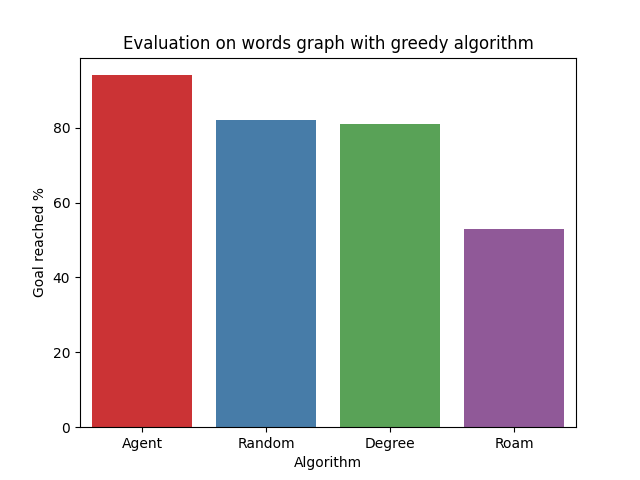 Evaluation on words graph with greedy algorithm
Goal reached %
80
60
40
20
0
Agent Random Degree Roam
Algorithm